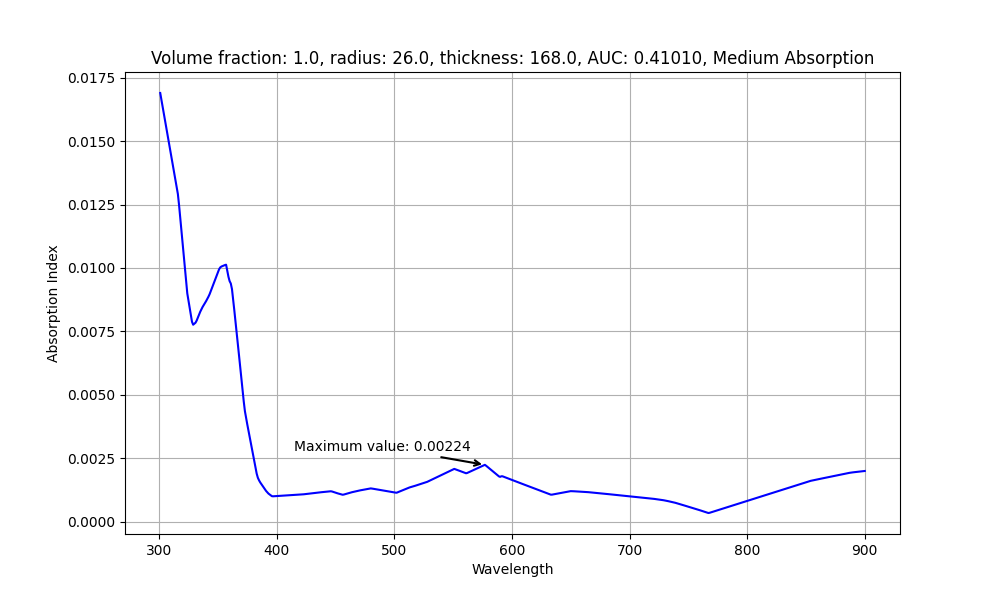 Volume fraction: 1.0, radius: 26.0, thickness: 168.0, AUC: 0.41010, Medium Absorption
0.0175
0.0150
0.0125
0.0100
0.0075
0.0050
0.0025
0.0000
Absorption Index
Maximum value: 0.00224
300 400 500 600 700 800 900
Wavelength